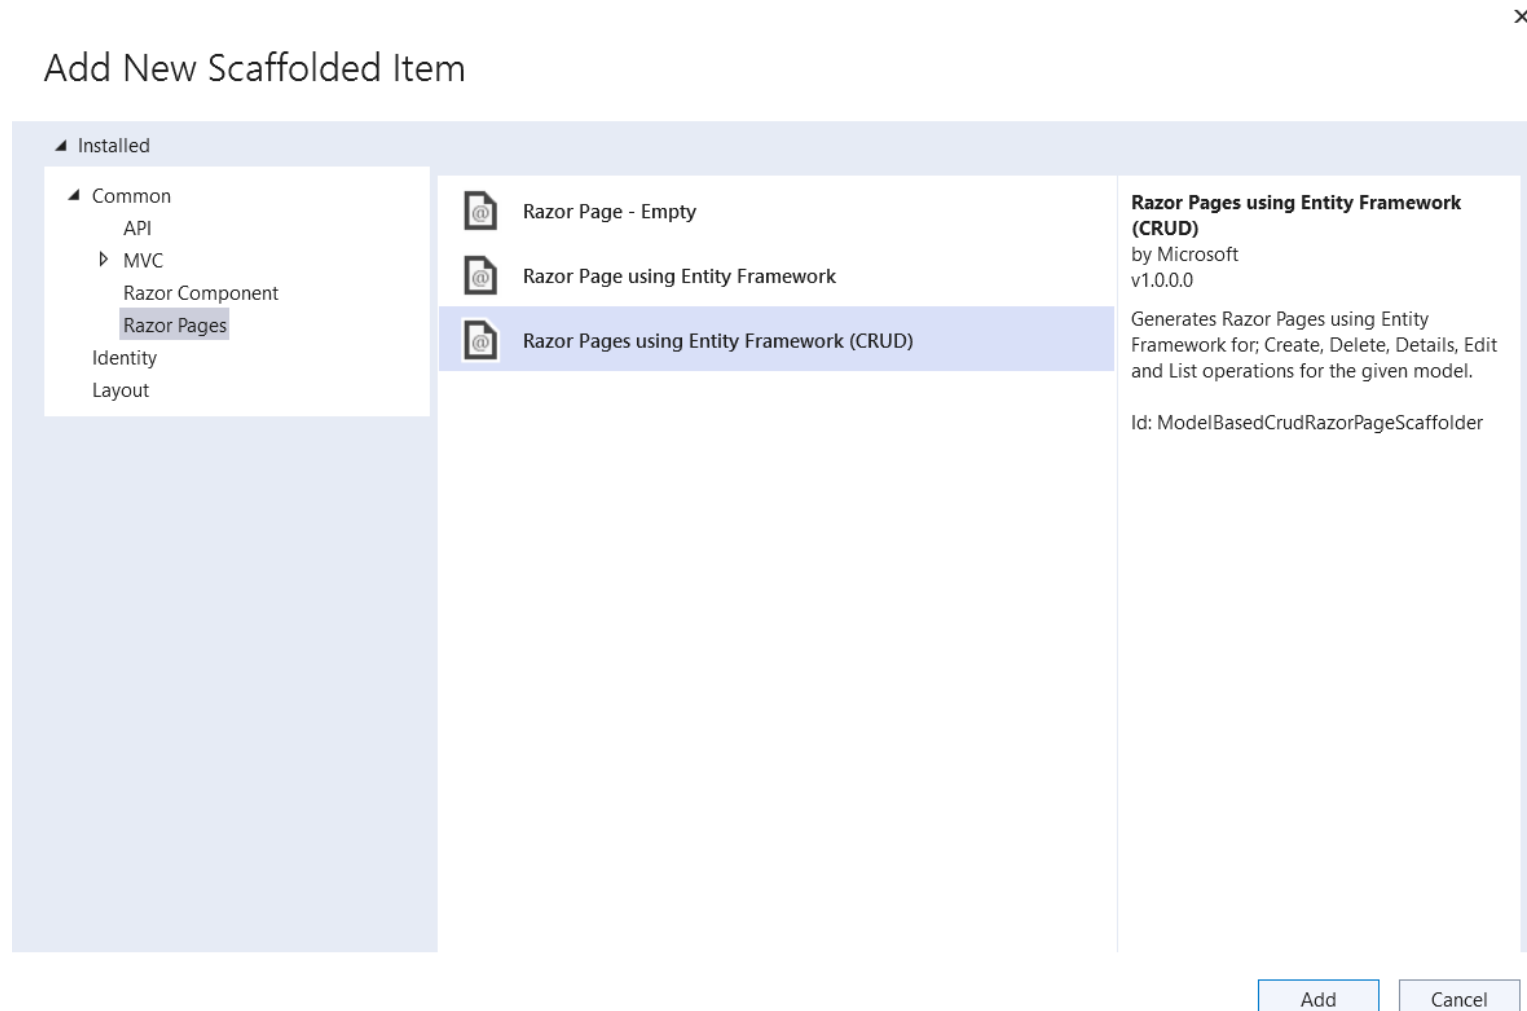 Add New Scaffolded Item
Installed
Common
API
MVC
Razor Component
Razor Pages
Identity
Layout
Razor Page - Empty
Razor Page using Entity Framework
Razor Pages using Entity Framework (CRUD)
Razor Pages using Entity Framework
(CRUD)
by Microsoft
v1.0.0.0
Generates Razor Pages using Entity
Framework for; Create, Delete, Details, Edit
and List operations for the given model.
Id: ModelBasedCrudRazorPageScaffolder
Add
Cancel